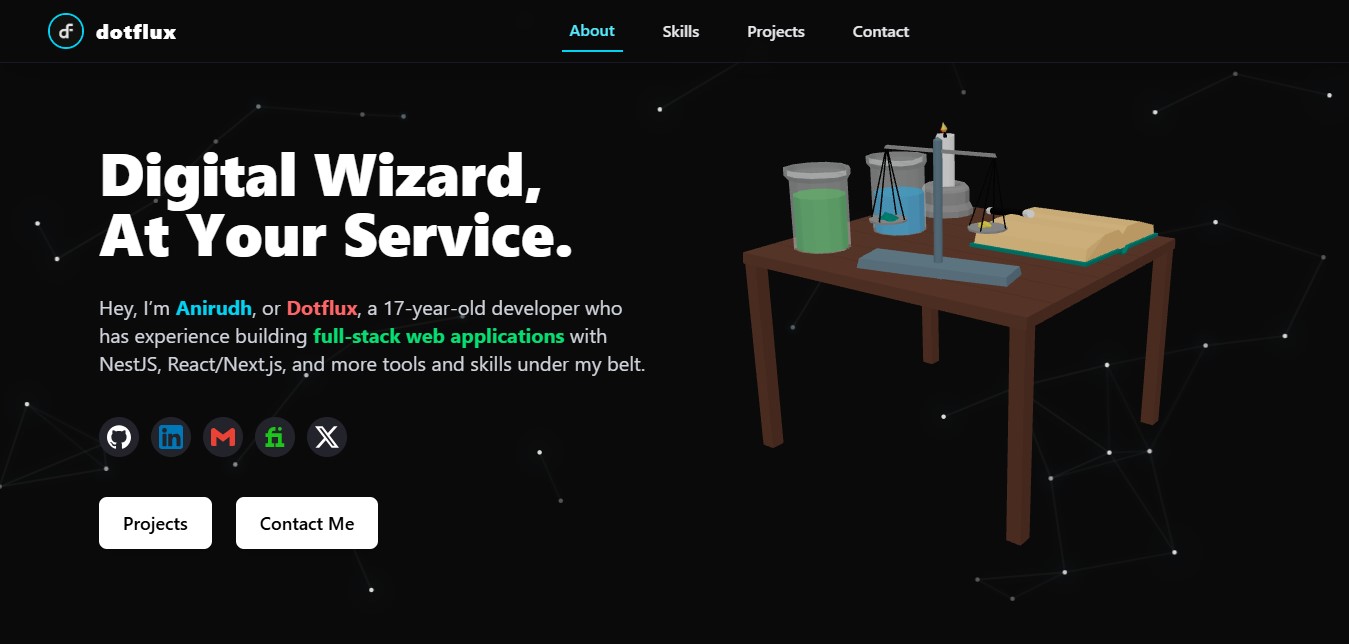 df dotflux
About Skills Projects Contact
Digital Wizard,
At Your Service.
Hey, I’m Anirudh, or Dotflux, a 17-year-old developer who
has experience building full-stack web applications with
NestJS, React/Next.js, and more tools and skills under my belt.
in fi X
Projects Contact Me